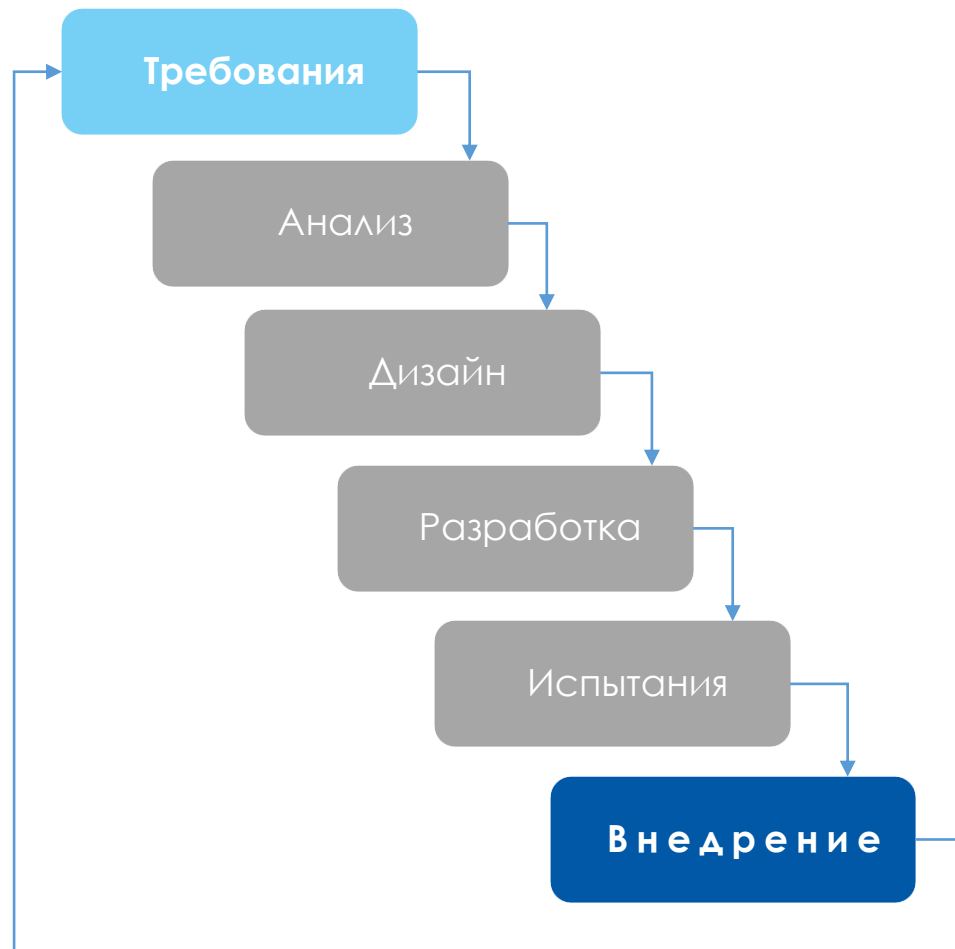 Требования
Анализ
Дизайн
Разработка
Испытания
Внедрение